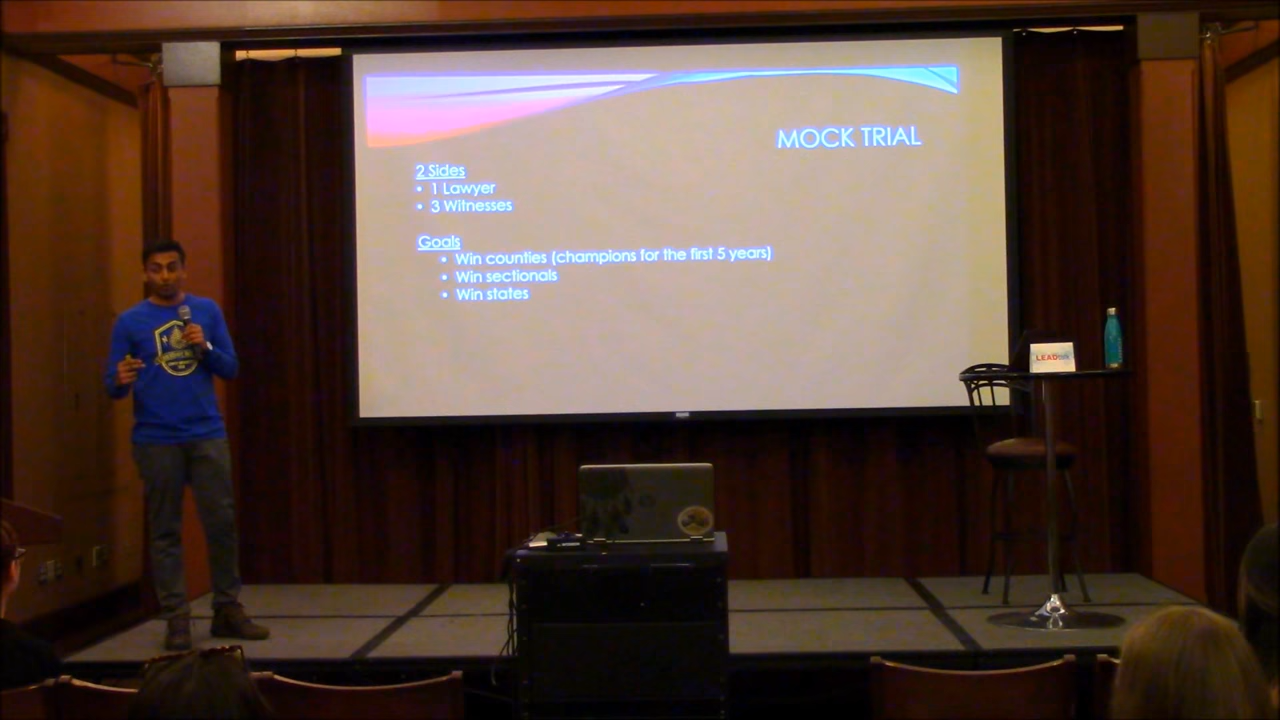 MOCK TRIAL
2 Sides
• 1 Lawyer
• 3 Witnesses
Goals
• Win counties (champions for the first 5 years)
• Win sectionals
• Win states